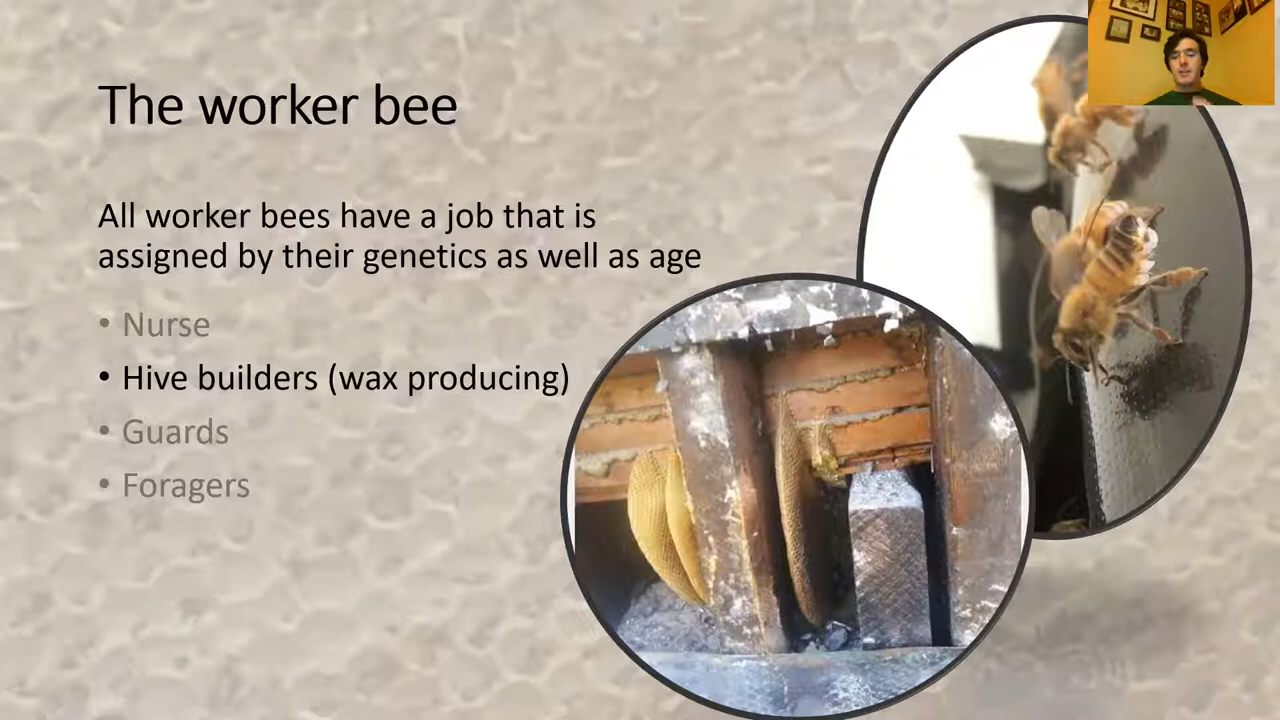 The worker bee
All worker bees have a job that is
assigned by their genetics as well as age
• Nurse
• Hive builders (wax producing)
• Guards
• Foragers